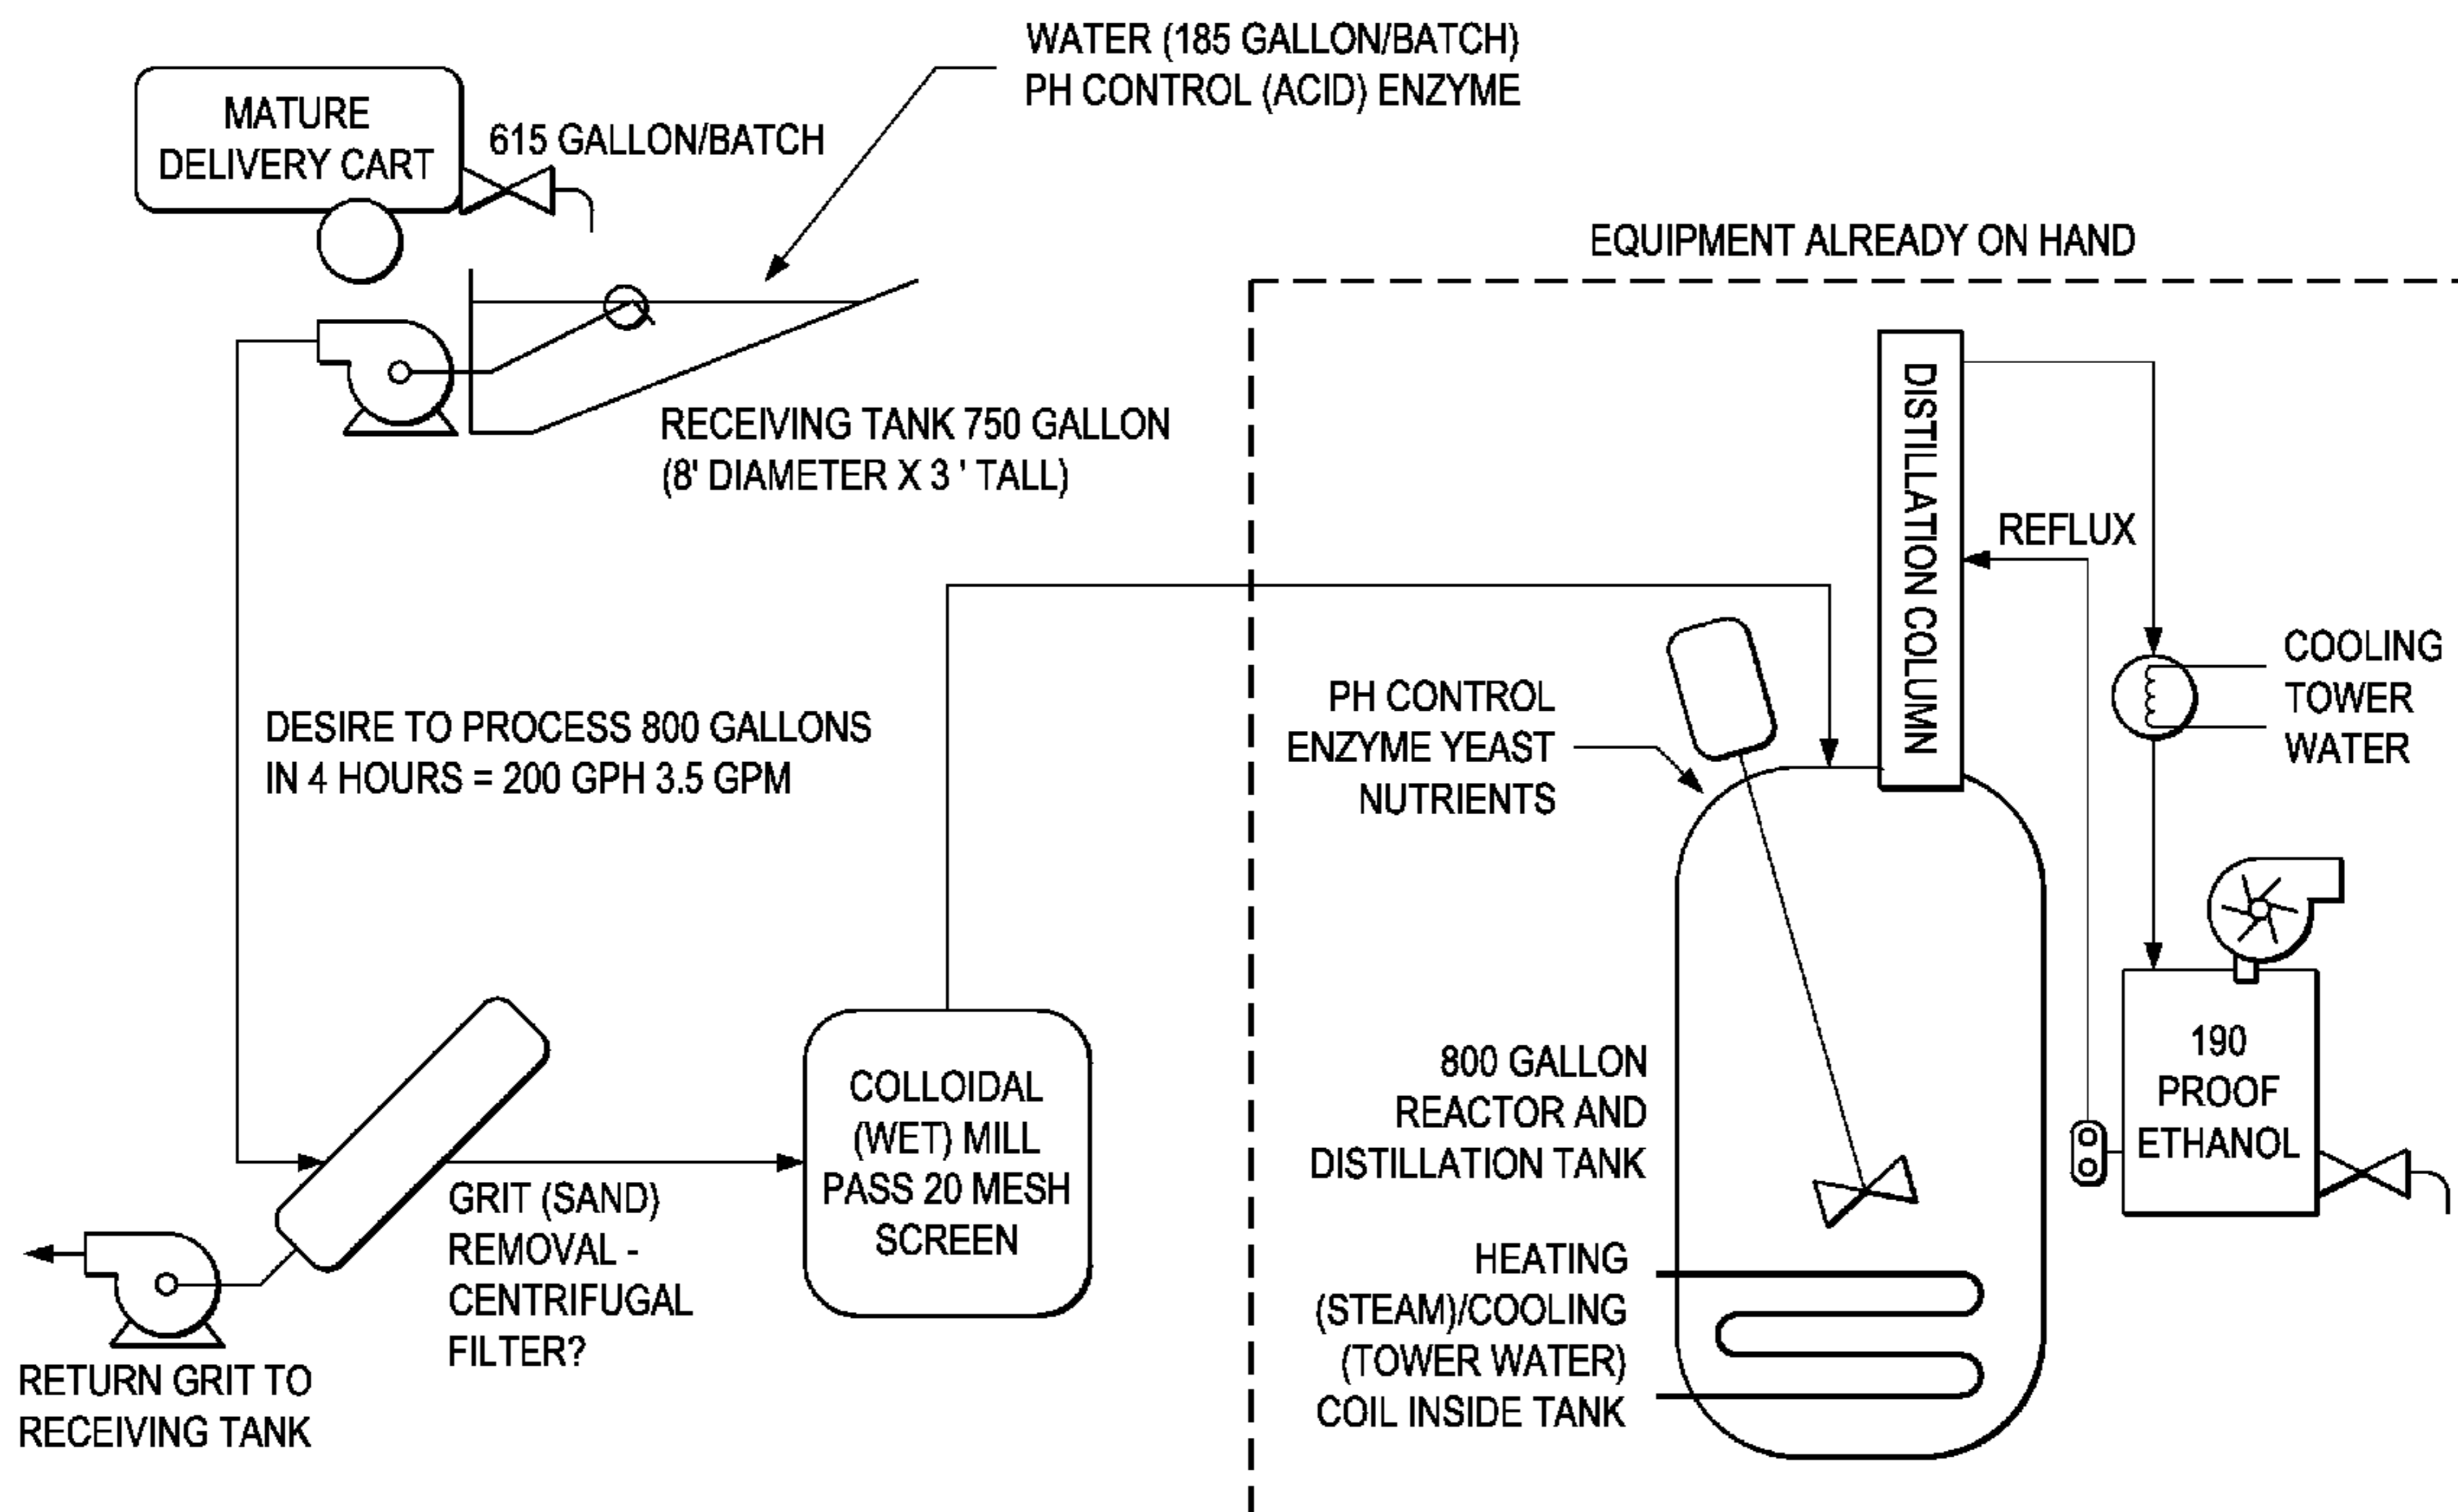 WATER (185 GALLON/BATCH)
PH CONTROL (ACID) ENZYME
MATURE
DELIVERY CART
615 GALLON/BATCH
EQUIPMENT ALREADY ON HAND
RECEIVING TANK 750 GALLON
(8' DIAMETER X 3 ' TALL)
DISTILLATION COLUMN
REFLUX
COOLING
TOWER
WATER
PH CONTROL
ENZYME YEAST
NUTRIENTS
DESIRE TO PROCESS 800 GALLONS
IN 4 HOURS = 200 GPH 3.5 GPM
COLLOIDAL
(WET) MILL
PASS 20 MESH
SCREEN
800 GALLON
REACTOR AND
DISTILLATION TANK
190
PROOF
ETHANOL
GRIT (SAND)
REMOVAL -
CENTRIFUGAL
FILTER?
HEATING
(STEAM)/COOLING
(TOWER WATER)
COIL INSIDE TANK
RETURN GRIT TO
RECEIVING TANK